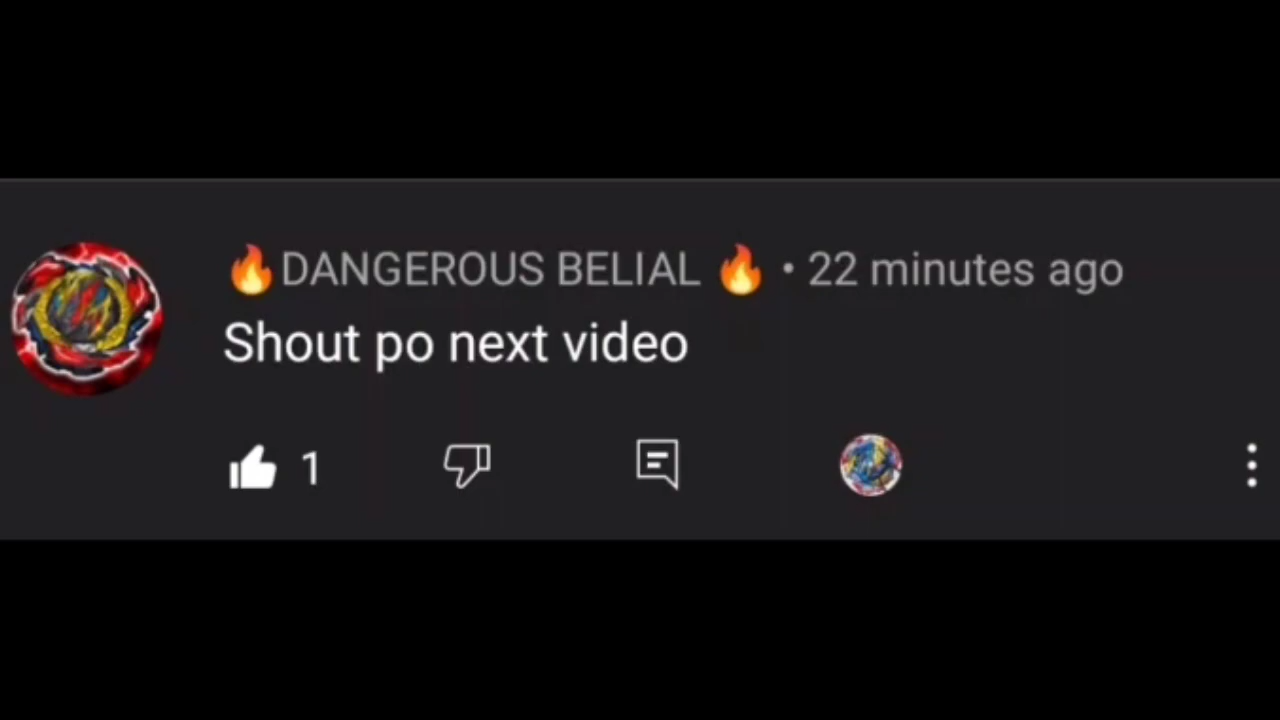 🔥DANGEROUS BELIAL 🔥 • 22 minutes ago
Shout po next video
1